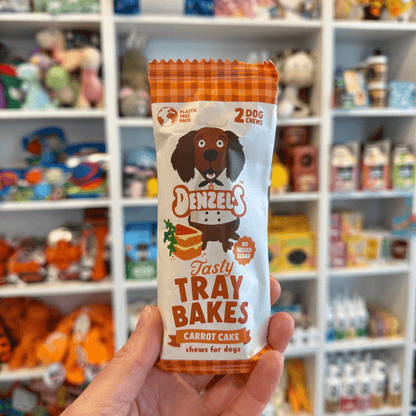 PLASTIC
FREE
PACK
2 DOG
CHEWS
DENZEL'S
NO
ADDED
SUGAR
Tasty
TRAY
BAKES
CARROT CAKE
chews for dogs